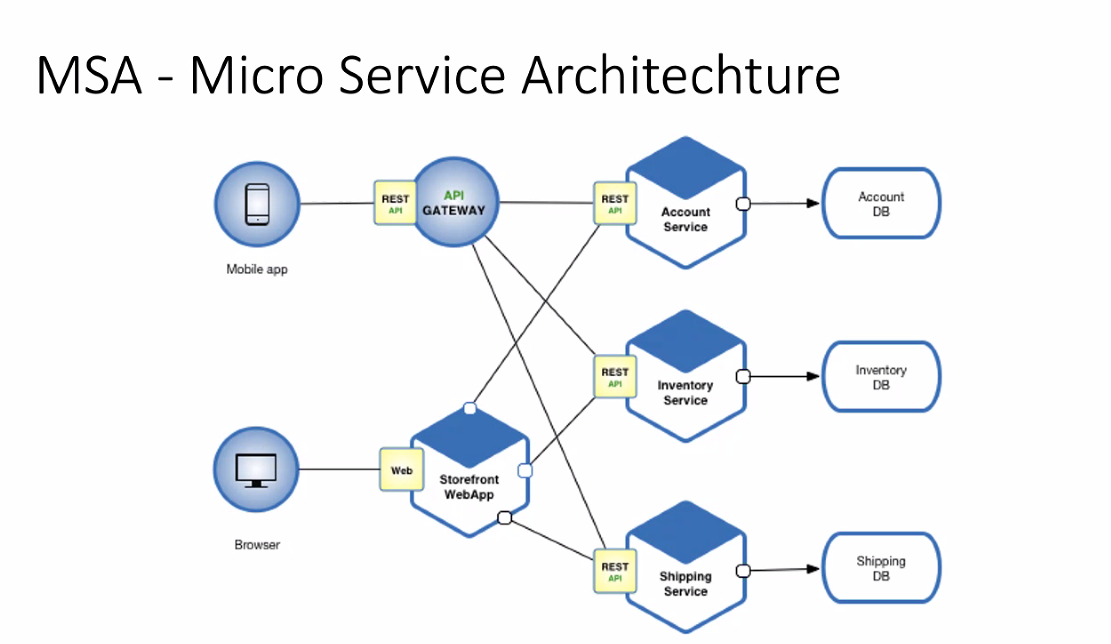 MSA - Micro Service Architechture
REST
API
API
GATEWAY
REST
API
Account
Service
Account
DB
Mobile app
REST
API
Inventory
Service
Inventory
DB
Web
Storefront
WebApp
Browser
REST
API
Shipping
Service
Shipping
DB